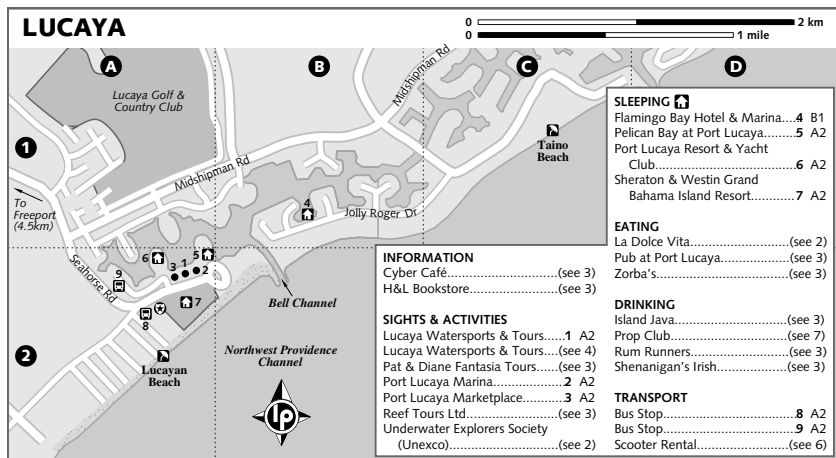 LUCAYA
0 2 km
0 1 mile
A
B
C
D
1
2
Lucaya Golf &
Country Club
Midshipman Rd
Midshipman Rd
Taino
Beach
To
Freeport
(4.5km)
4
Jolly Roger Dr
Seahorse Rd
6
5
3
1
2
9
7
8
Bell Channel
Lucayan
Beach
Northwest Providence
Channel
lp
INFORMATION
Cyber Café (see 3)
H&L Bookstore (see 3)
SIGHTS & ACTIVITIES
Lucaya Watersports & Tours 1 A2
Lucaya Watersports & Tours (see 4)
Pat & Diane Fantasia Tours (see 3)
Port Lucaya Marina 2 A2
Port Lucaya Marketplace 3 A2
Reef Tours Ltd (see 3)
Underwater Explorers Society
(Unexco) (see 2)
SLEEPING
Flamingo Bay Hotel & Marina 4 B1
Pelican Bay at Port Lucaya 5 A2
Port Lucaya Resort & Yacht
Club 6 A2
Sheraton & Westin Grand
Bahama Island Resort 7 A2
EATING
La Dolce Vita (see 2)
Pub at Port Lucaya (see 3)
Zorba's (see 3)
DRINKING
Island Java (see 3)
Prop Club (see 7)
Rum Runners (see 3)
Shenanigan's Irish (see 3)
TRANSPORT
Bus Stop 8 A2
Bus Stop 9 A2
Scooter Rental (see 6)